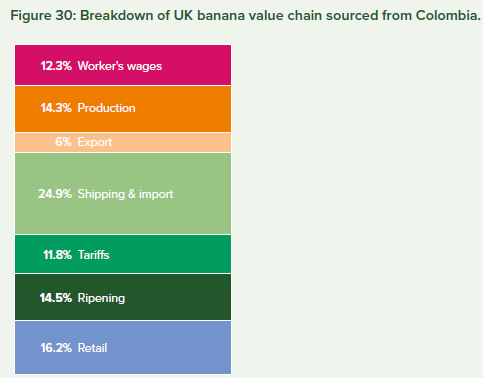 Figure 30: Breakdown of UK banana value chain sourced from Colombia.
12.3% Worker's wages
14.3% Production
6% Export
24.9% Shipping & import
11.8% Tariffs
14.5% Ripening
16.2% Retail